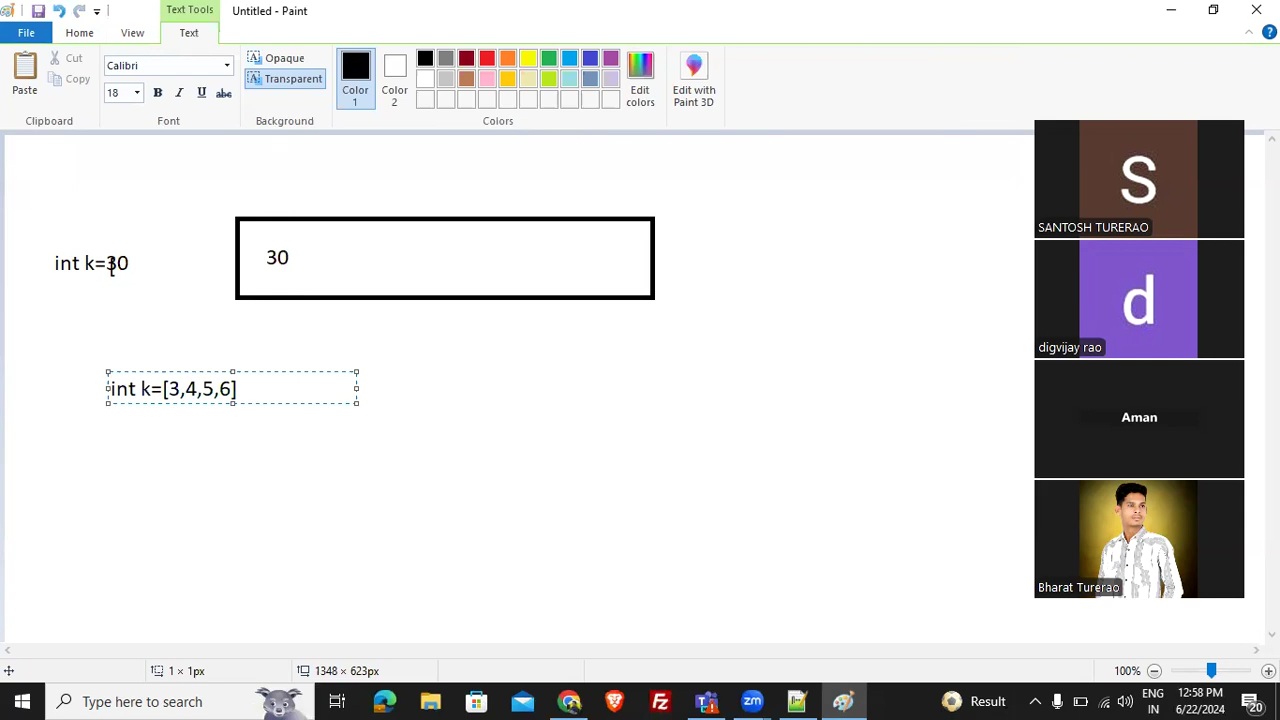 Untitled - Paint
Text Tools
File
Home
View
Text
Paste
Cut
Copy
Clipboard
Calibri
18
B I U abc
Font
Opaque
Transparent
Background
Color 1
Color 2
Edit colors
Colors
Edit with Paint 3D
int k=30
30
int k=[3,4,5,6]
S
SANTOSH TURERAO
d
digvijay rao
Aman
Bharat Turerao
1 × 1px
1348 × 623px
100%
Type here to search
Result
ENG
IN
12:58 PM
6/22/2024
20